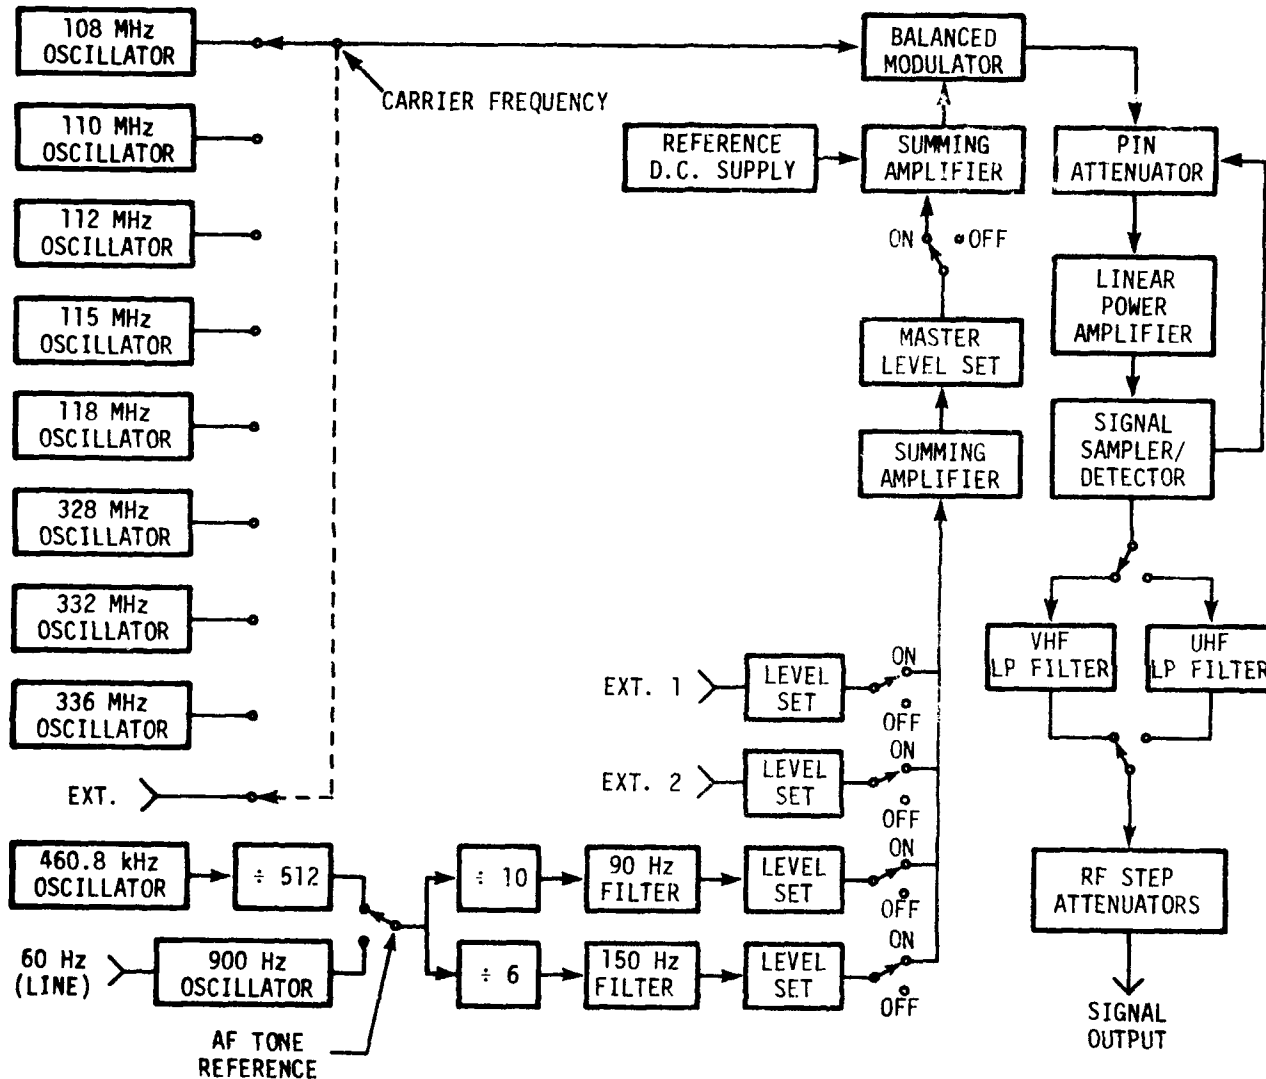 108 MHz
OSCILLATOR
110 MHz
OSCILLATOR
112 MHz
OSCILLATOR
115 MHz
OSCILLATOR
118 MHz
OSCILLATOR
328 MHz
OSCILLATOR
332 MHz
OSCILLATOR
336 MHz
OSCILLATOR
EXT.
CARRIER FREQUENCY
BALANCED
MODULATOR
REFERENCE
D.C. SUPPLY
SUMMING
AMPLIFIER
ON
OFF
MASTER
LEVEL SET
SUMMING
AMPLIFIER
PIN
ATTENUATOR
LINEAR
POWER
AMPLIFIER
SIGNAL
SAMPLER/
DETECTOR
VHF
LP FILTER
UHF
LP FILTER
RF STEP
ATTENUATORS
SIGNAL
OUTPUT
EXT. 1
LEVEL
SET
ON
OFF
EXT. 2
LEVEL
SET
ON
OFF
460.8 kHz
OSCILLATOR
÷ 512
÷ 10
90 Hz
FILTER
LEVEL
SET
ON
OFF
60 Hz
(LINE)
900 Hz
OSCILLATOR
÷ 6
150 Hz
FILTER
LEVEL
SET
ON
OFF
AF TONE
REFERENCE